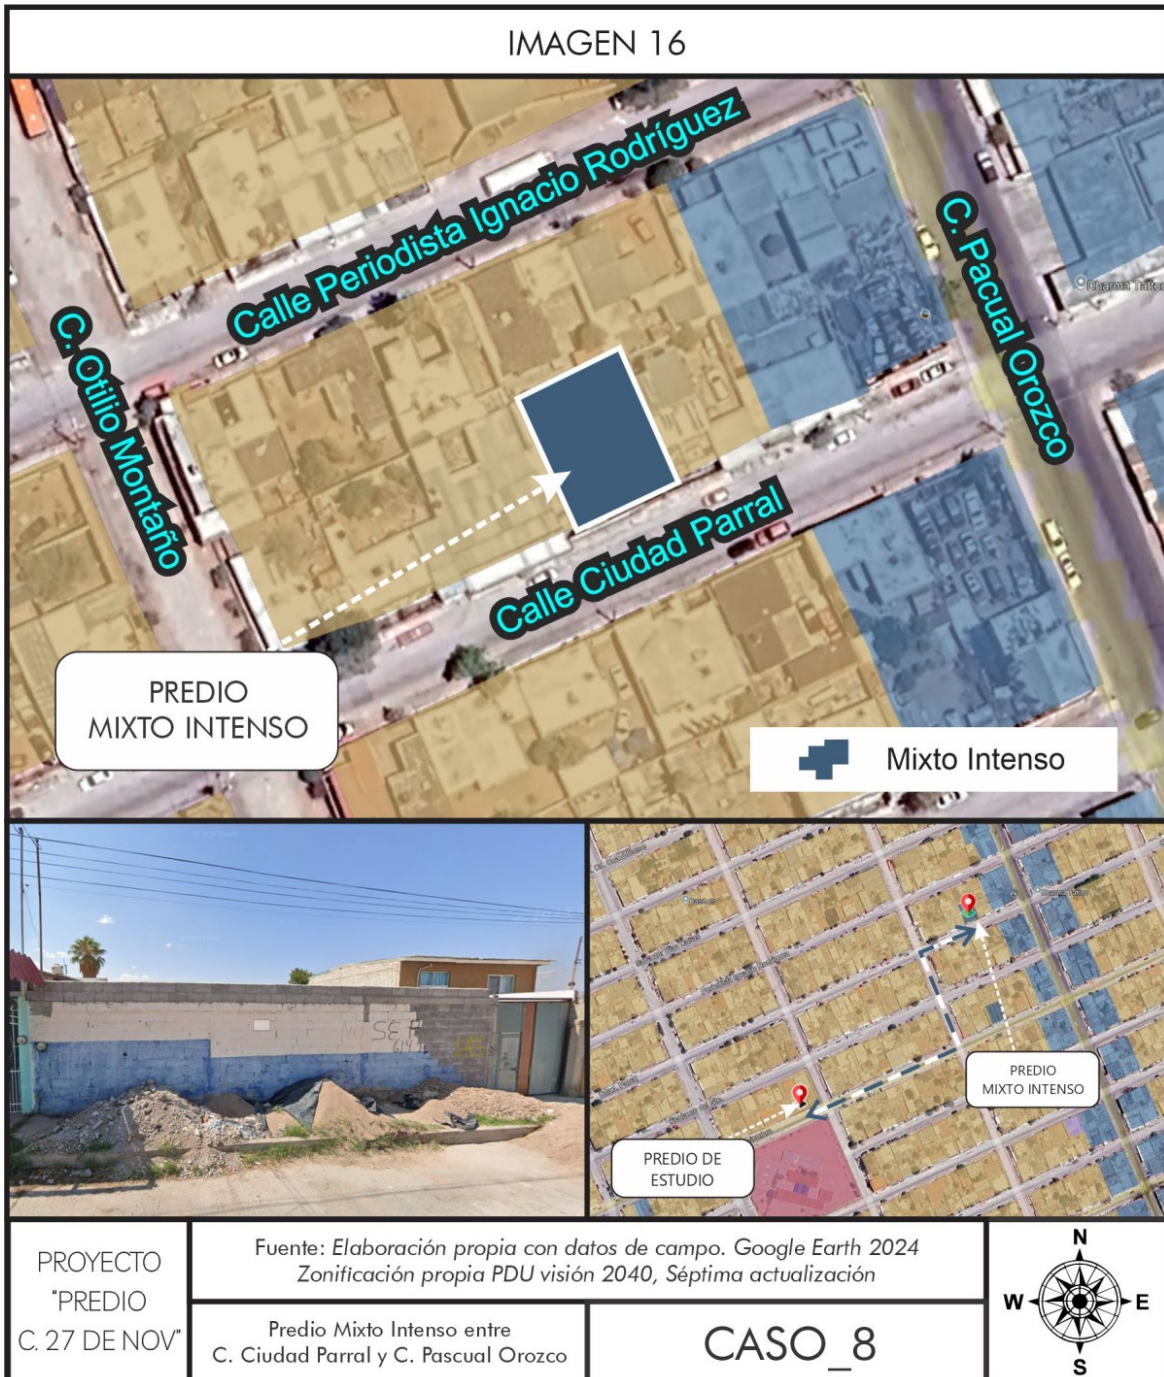 IMAGEN 16
Calle Periodista Ignacio Rodríguez
C. Pacual Orozco
C. Otilio Montaño
Calle Ciudad Parral
PREDIO
MIXTO INTENSO
Mixto Intenso
PREDIO
MIXTO INTENSO
PREDIO DE
ESTUDIO
PROYECTO
"PREDIO
C. 27 DE NOV"
Fuente: Elaboración propia con datos de campo. Google Earth 2024
Zonificación propia PDU visión 2040, Séptima actualización
Predio Mixto Intenso entre
C. Ciudad Parral y C. Pascual Orozco
CASO_8
N
W
E
S